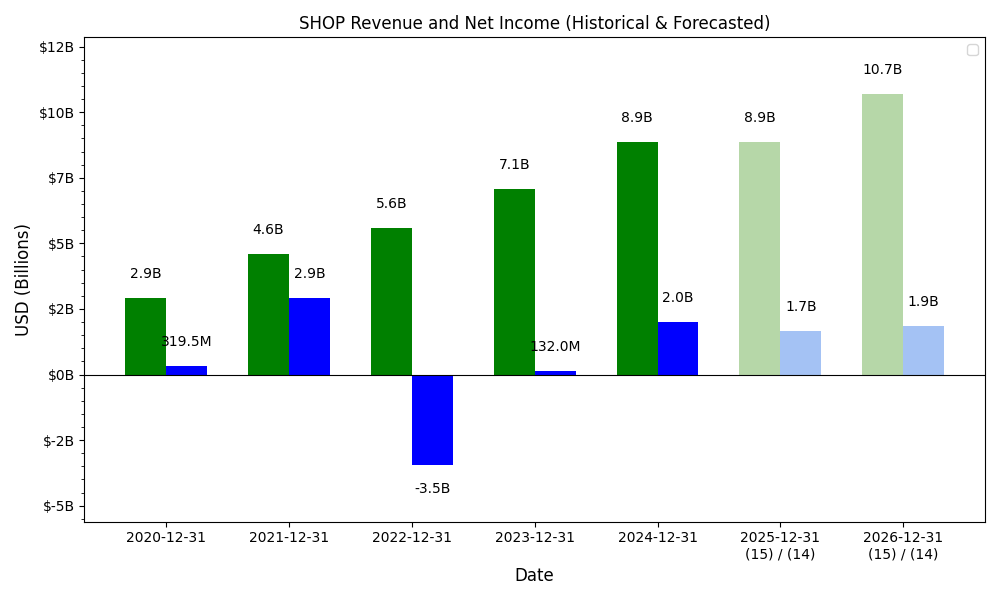 SHOP Revenue and Net Income (Historical & Forecasted)
$12B
$10B
$7B
$5B
$2B
$0B
$-2B
$-5B
USD (Billions)
2.9B
319.5M
4.6B
2.9B
5.6B
-3.5B
7.1B
132.0M
8.9B
2.0B
8.9B
1.7B
10.7B
1.9B
2020-12-31
2021-12-31
2022-12-31
2023-12-31
2024-12-31
2025-12-31
(15) / (14)
2026-12-31
(15) / (14)
Date